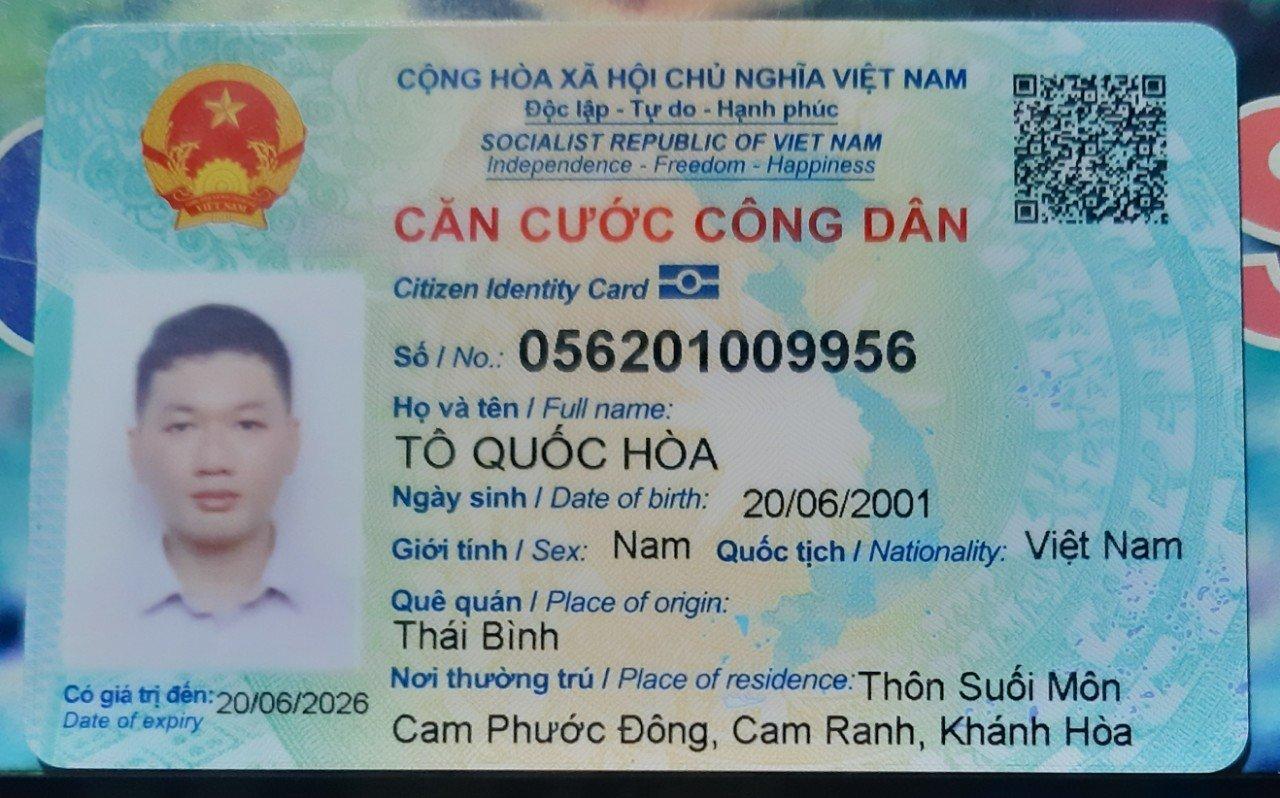 CỘNG HÒA XÃ HỘI CHỦ NGHĨA VIỆT NAM
Độc lập - Tự do - Hạnh phúc
SOCIALIST REPUBLIC OF VIET NAM
Independence - Freedom - Happiness
CĂN CƯỚC CÔNG DÂN
Citizen Identity Card
Số / No.: 056201009956
Họ và tên / Full name:
TÔ QUỐC HÒA
Ngày sinh / Date of birth: 20/06/2001
Giới tính / Sex: Nam Quốc tịch / Nationality: Việt Nam
Quê quán / Place of origin:
Thái Bình
Nơi thường trú / Place of residence: Thôn Suối Môn
Cam Phước Đông, Cam Ranh, Khánh Hòa
Có giá trị đến: 20/06/2026
Date of expiry
VIỆT NAM